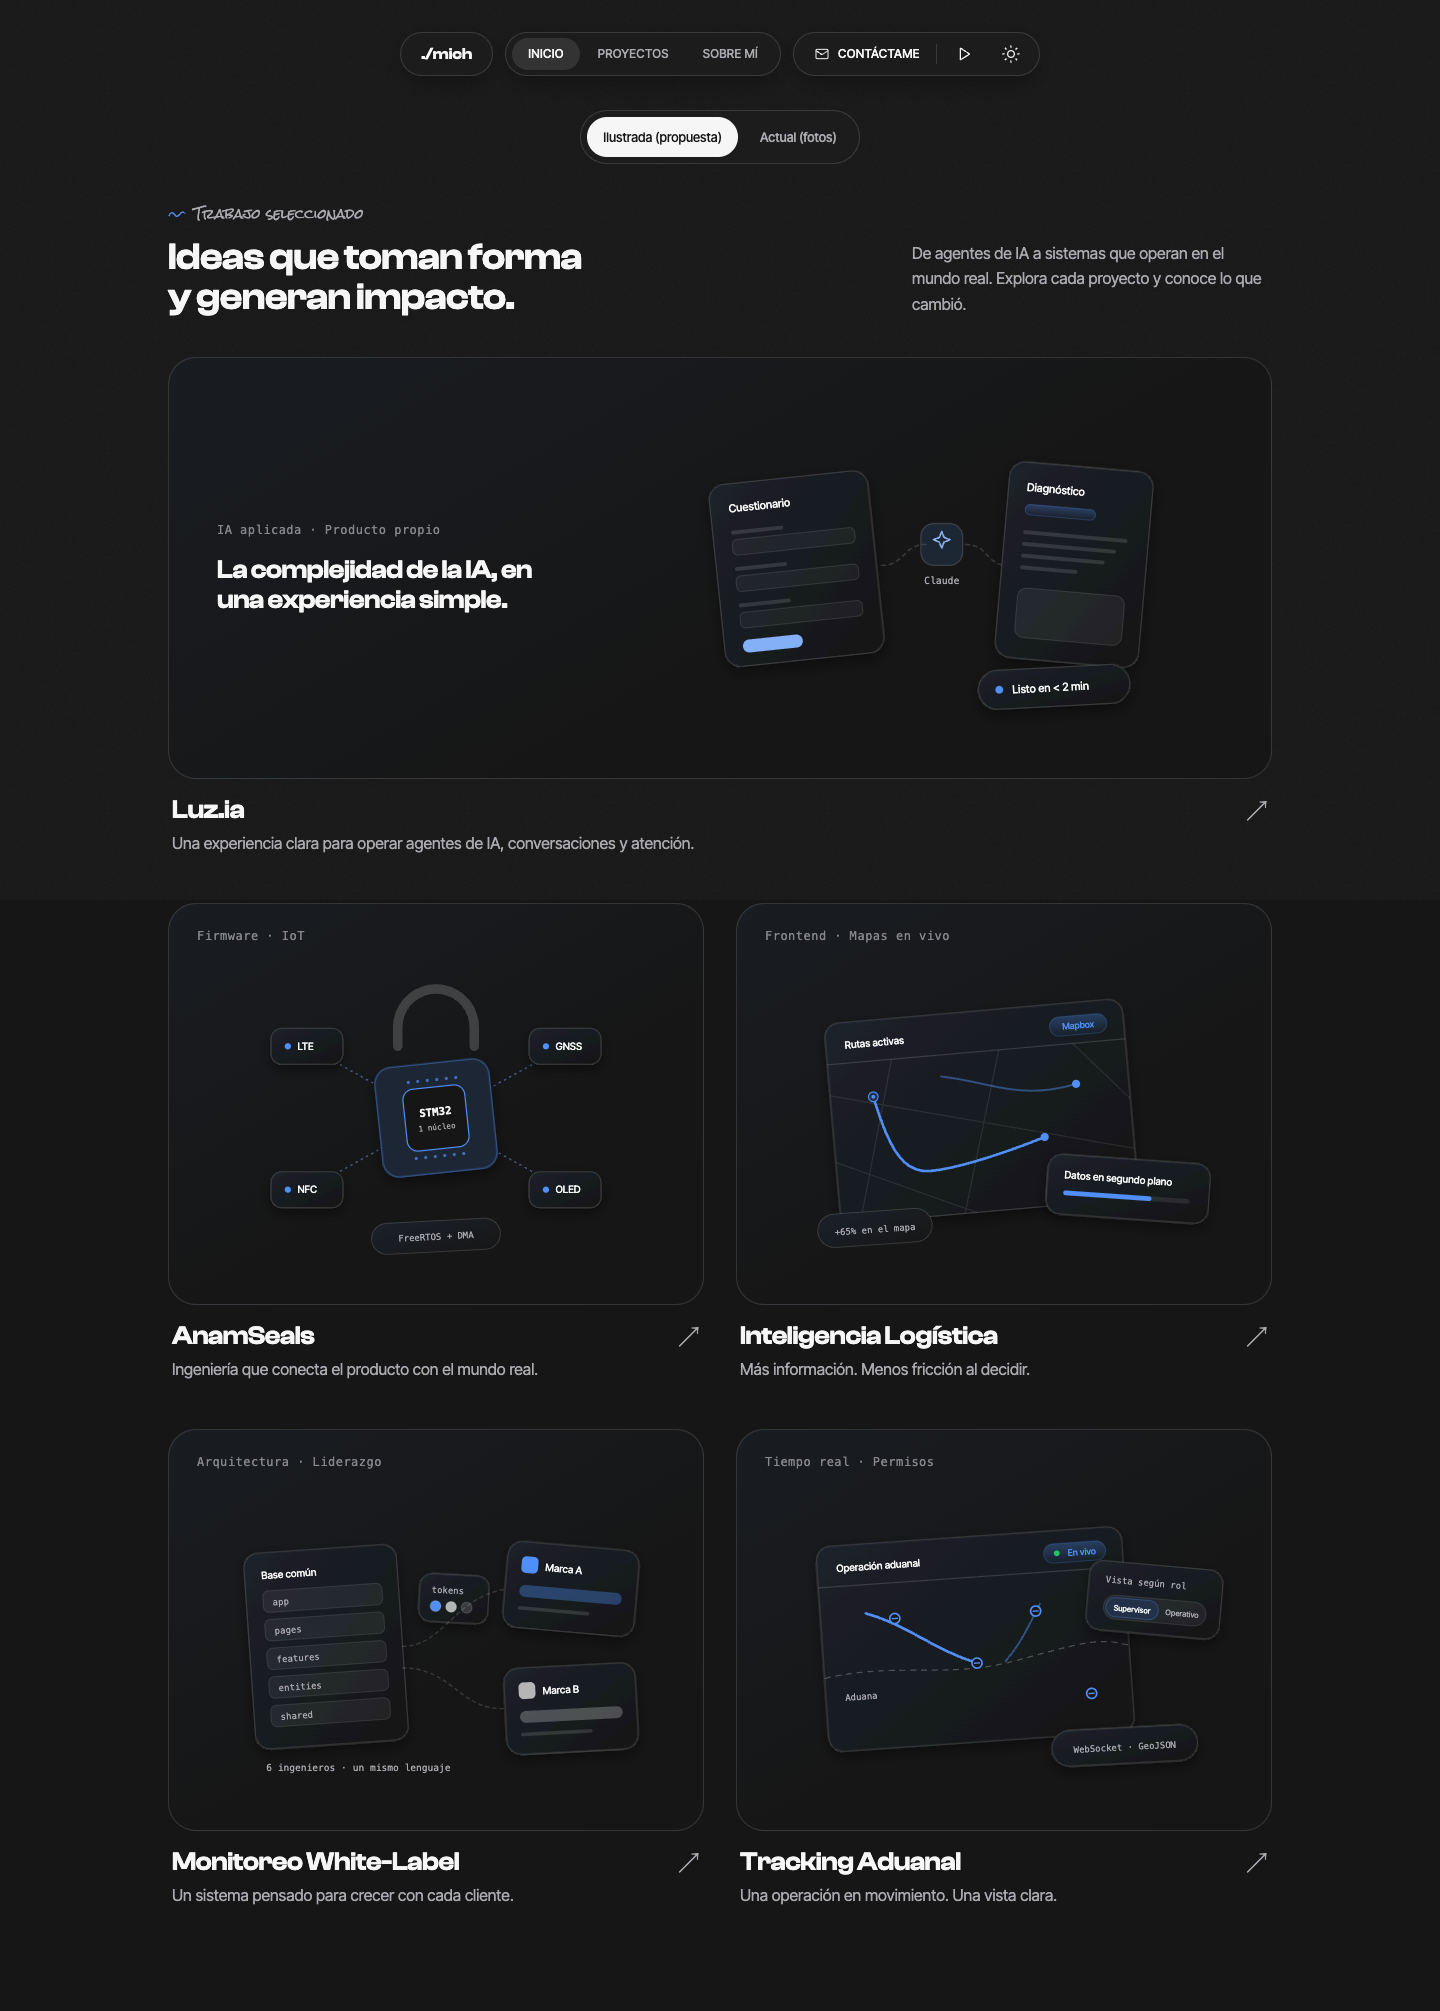 ./mich
INICIO
PROYECTOS
SOBRE MÍ
CONTÁCTAME
Ilustrada (propuesta)
Actual (fotos)
Trabajo seleccionado
Ideas que toman forma
y generan impacto.
De agentes de IA a sistemas que operan en el
mundo real. Explora cada proyecto y conoce lo que
cambió.
IA aplicada · Producto propio
La complejidad de la IA, en
una experiencia simple.
Cuestionario
Claude
Diagnóstico
Listo en < 2 min
Luz.ia
Una experiencia clara para operar agentes de IA, conversaciones y atención.
Firmware · IoT
LTE
GNSS
STM32
1 núcleo
NFC
OLED
FreeRTOS + DMA
AnamSeals
Ingeniería que conecta el producto con el mundo real.
Frontend · Mapas en vivo
Rutas activas
Mapbox
Datos en segundo plano
+65% en el mapa
Inteligencia Logística
Más información. Menos fricción al decidir.
Arquitectura · Liderazgo
Base común
app
pages
features
entities
shared
tokens
Marca A
Marca B
6 ingenieros · un mismo lenguaje
Monitoreo White-Label
Un sistema pensado para crecer con cada cliente.
Tiempo real · Permisos
Operación aduanal
En vivo
Vista según rol
Supervisor
Operativo
Aduana
WebSocket · GeoJSON
Tracking Aduanal
Una operación en movimiento. Una vista clara.